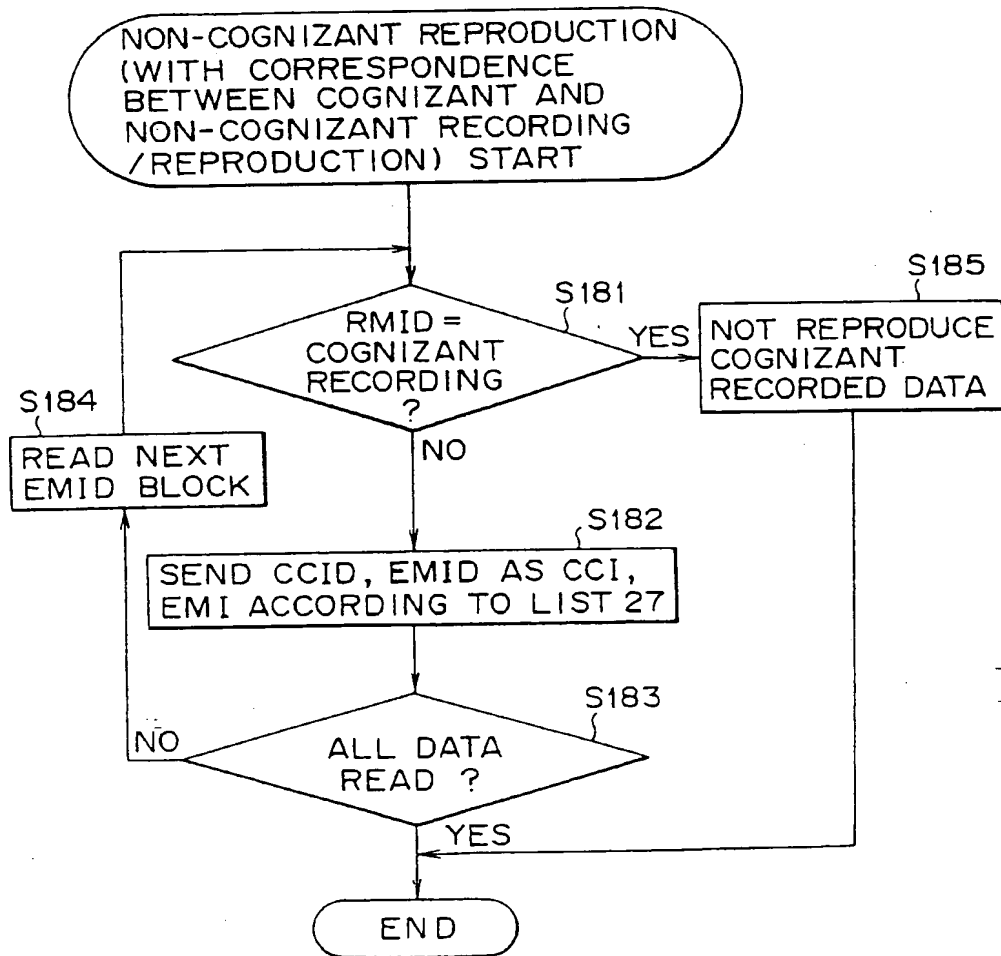 NON-COGNIZANT REPRODUCTION
(WITH CORRESPONDENCE
BETWEEN COGNIZANT AND
NON-COGNIZANT RECORDING
/REPRODUCTION) START
S181
RMID =
COGNIZANT
RECORDING
?
YES
S185
NOT REPRODUCE
COGNIZANT
RECORDED DATA
S184
READ NEXT
EMID BLOCK
NO
S182
SEND CCID, EMID AS CCI,
EMI ACCORDING TO LIST 27
S183
ALL DATA
READ ?
NO
YES
END